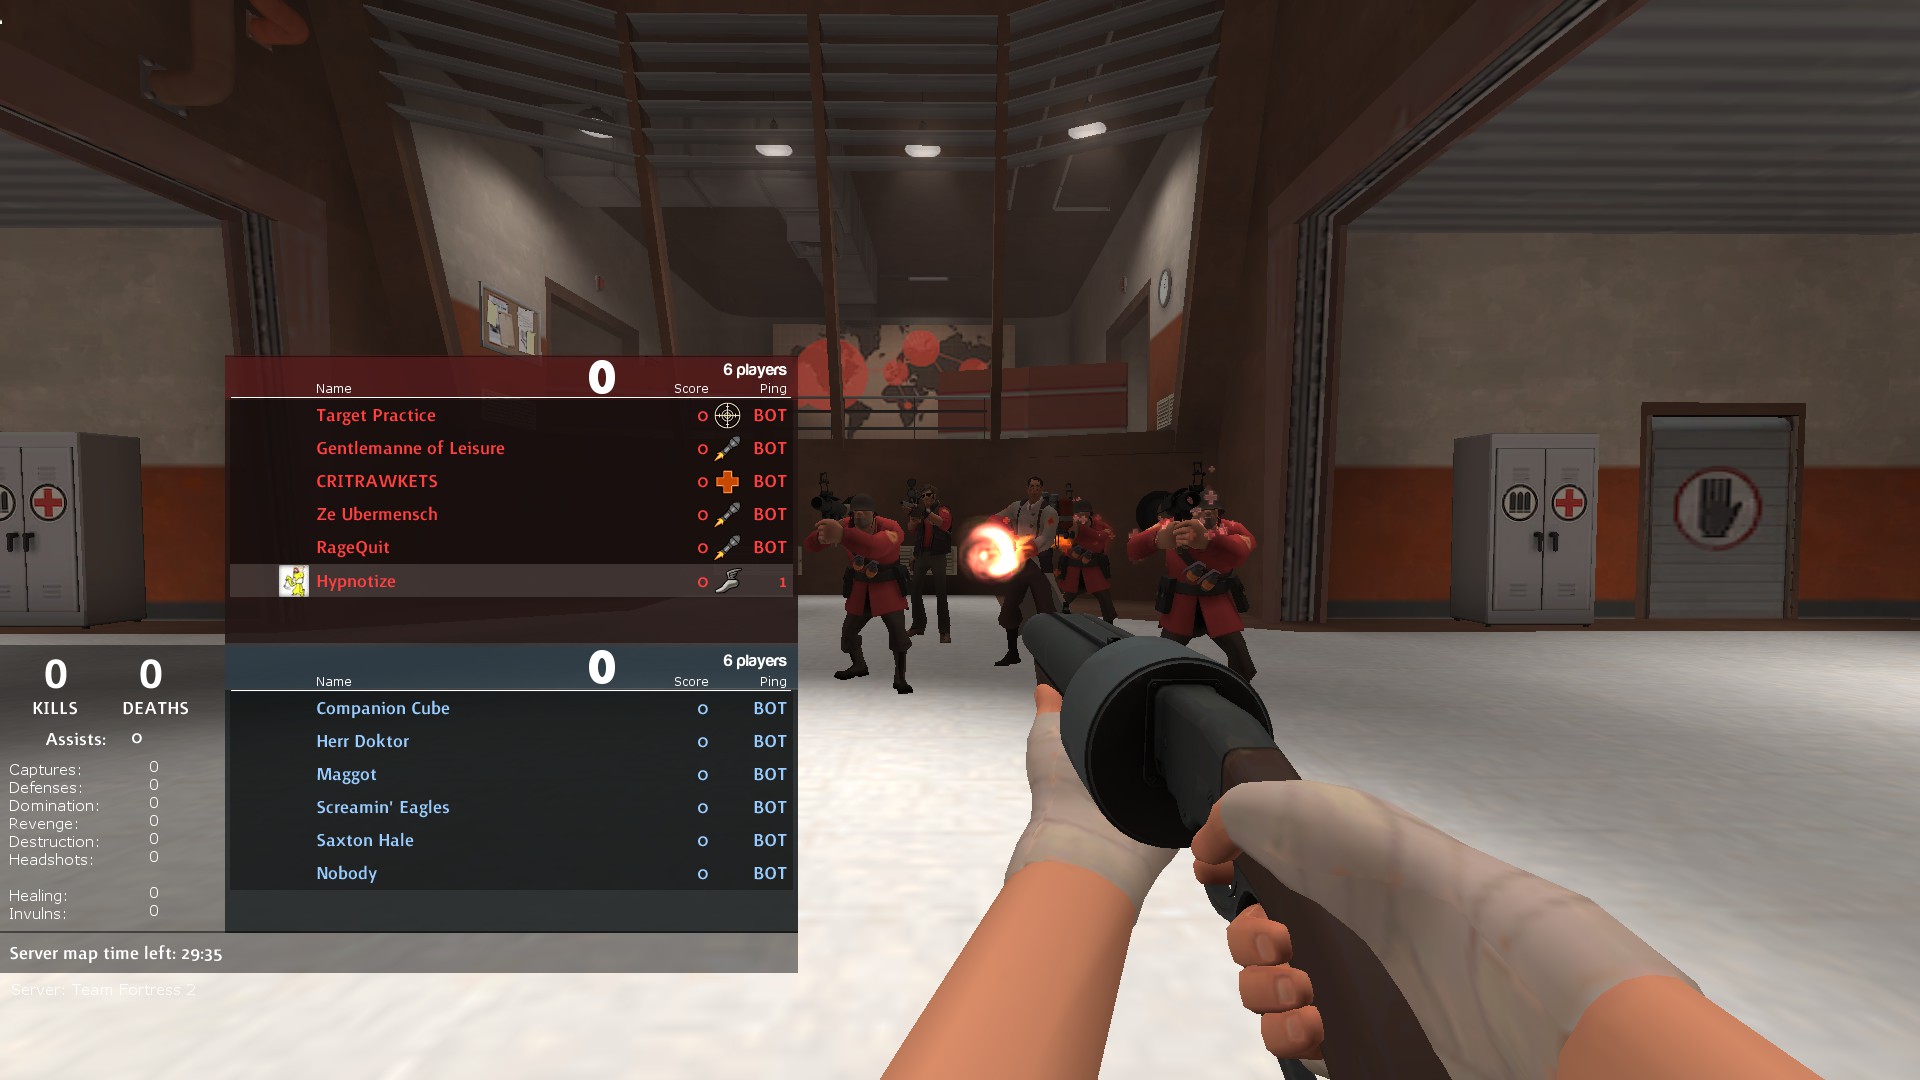 0 6 players
Name Score Ping
Target Practice 0 BOT
Gentlemanne of Leisure 0 BOT
CRITRAWKETS 0 BOT
Ze Ubermensch 0 BOT
RageQuit 0 BOT
Hypnotize 0 1
0 6 players
Name Score Ping
Companion Cube 0 BOT
Herr Doktor 0 BOT
Maggot 0 BOT
Screamin' Eagles 0 BOT
Saxton Hale 0 BOT
Nobody 0 BOT
0 0
KILLS DEATHS
Assists: 0
Captures: 0
Defenses: 0
Domination: 0
Revenge: 0
Destruction: 0
Headshots: 0
Healing: 0
Invulns: 0
Server map time left: 29:35
Server: Team Fortress 2